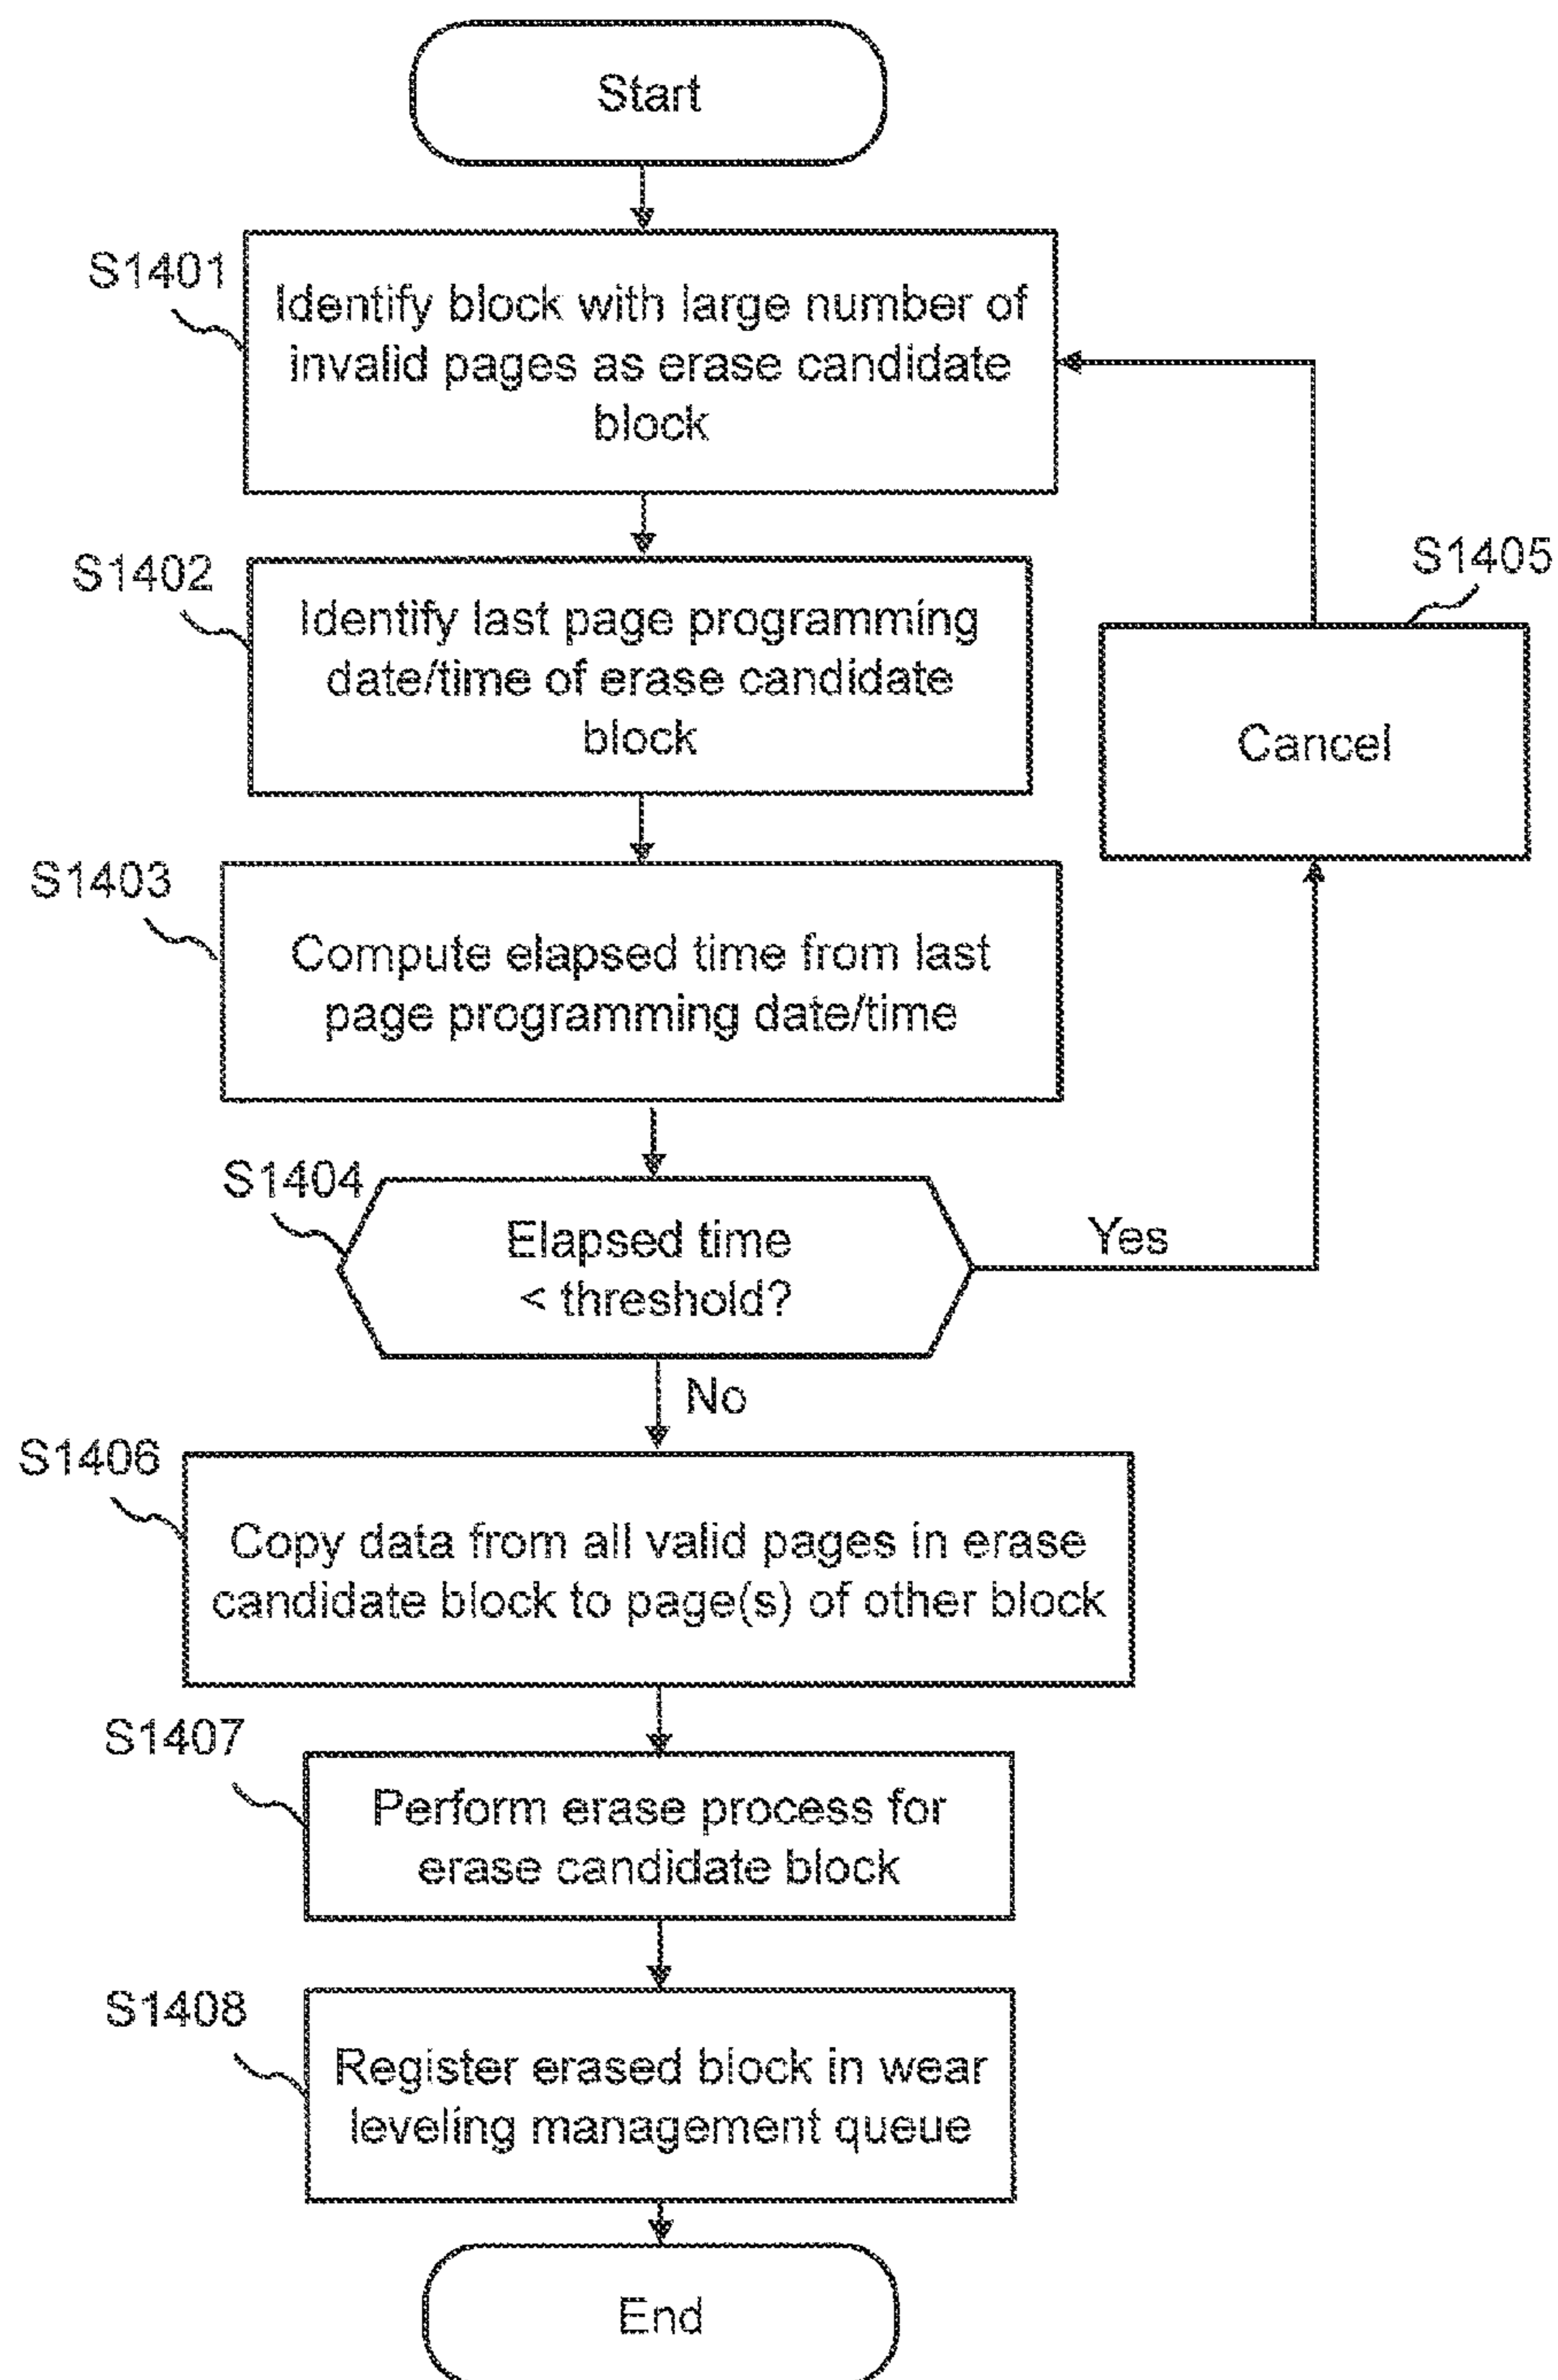 Start
S1401
Identify block with large number of
invalid pages as erase candidate
block
S1402
Identify last page programming
date/time of erase candidate
block
S1405
Cancel
S1403
Compute elapsed time from last
page programming date/time
S1404
Elapsed time
< threshold?
Yes
No
S1406
Copy data from all valid pages in erase
candidate block to page(s) of other block
S1407
Perform erase process for
erase candidate block
S1408
Register erased block in wear
leveling management queue
End